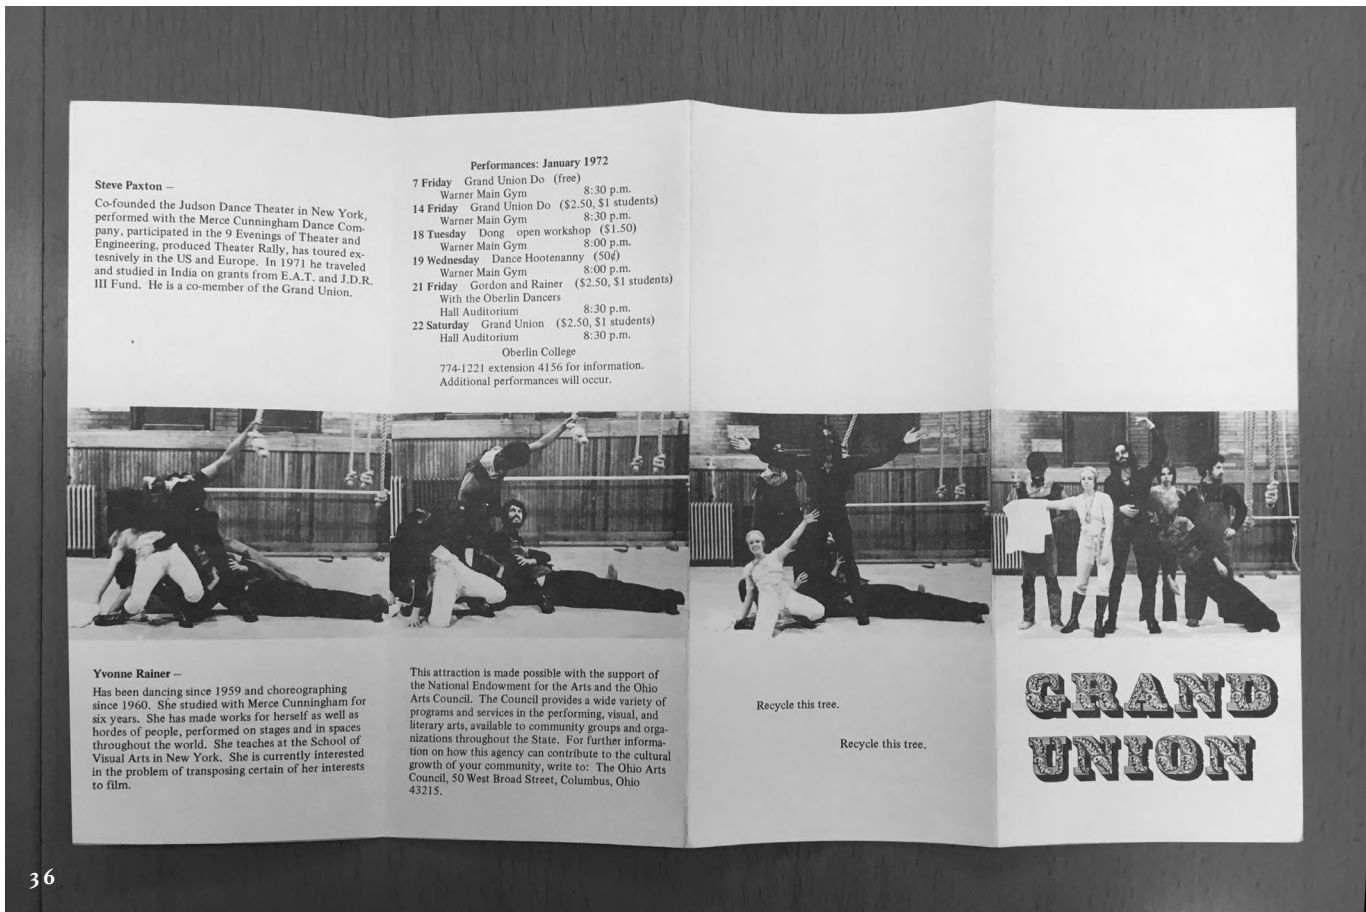 Steve Paxton —
Co-founded the Judson Dance Theater in New York,
performed with the Merce Cunningham Dance Com-
pany, participated in the 9 Evenings of Theater and
Engineering, produced Theater Rally, has toured ex-
tesnively in the US and Europe. In 1971 he traveled
and studied in India on grants from E.A.T. and J.D.R.
III Fund. He is a co-member of the Grand Union.
Performances: January 1972
7 Friday Grand Union Do (free)
Warner Main Gym 8:30 p.m.
14 Friday Grand Union Do ($2.50, $1 students)
Warner Main Gym 8:30 p.m.
18 Tuesday Dong open workshop ($1.50)
Warner Main Gym 8:00 p.m.
19 Wednesday Dance Hootenanny (50¢)
Warner Main Gym 8:00 p.m.
21 Friday Gordon and Rainer ($2.50, $1 students)
With the Oberlin Dancers
Hall Auditorium 8:30 p.m.
22 Saturday Grand Union ($2.50, $1 students)
Hall Auditorium 8:30 p.m.
Oberlin College
774-1221 extension 4156 for information.
Additional performances will occur.
Yvonne Rainer —
Has been dancing since 1959 and choreographing
since 1960. She studied with Merce Cunningham for
six years. She has made works for herself as well as
hordes of people, performed on stages and in spaces
throughout the world. She teaches at the School of
Visual Arts in New York. She is currently interested
in the problem of transposing certain of her interests
to film.
This attraction is made possible with the support of
the National Endowment for the Arts and the Ohio
Arts Council. The Council provides a wide variety of
programs and services in the performing, visual, and
literary arts, available to community groups and orga-
nizations throughout the State. For further informa-
tion on how this agency can contribute to the cultural
growth of your community, write to: The Ohio Arts
Council, 50 West Broad Street, Columbus, Ohio
43215.
Recycle this tree.
Recycle this tree.
GRAND
UNION
36